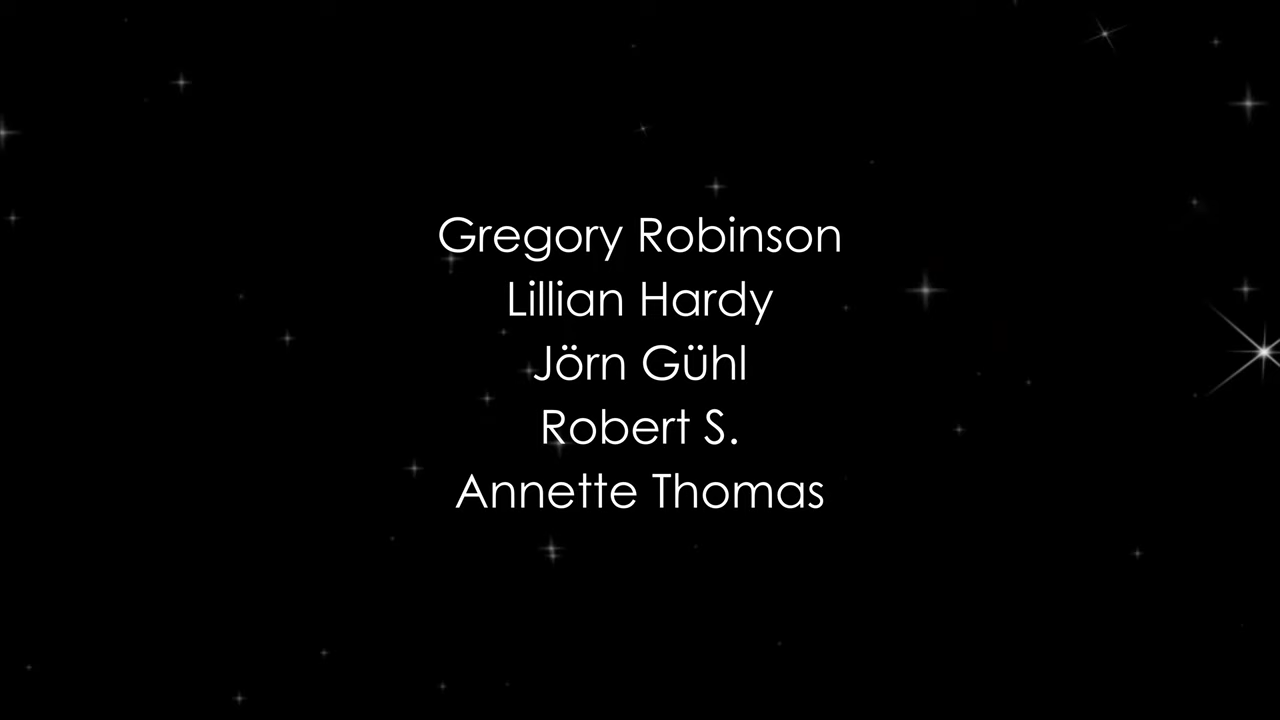 Gregory Robinson
Lillian Hardy
Jörn Gühl
Robert S.
Annette Thomas